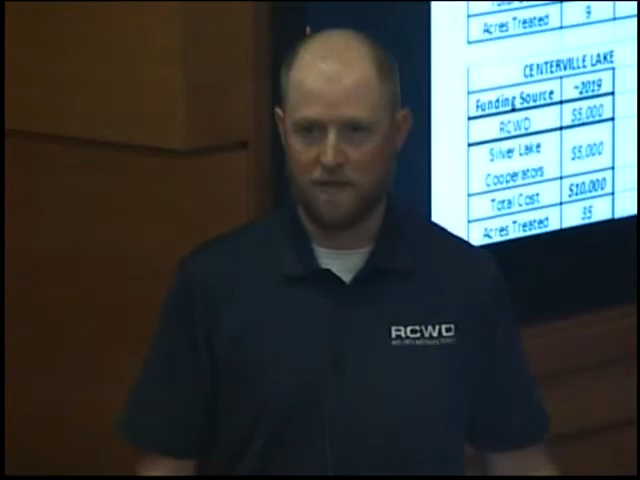 Acres Treated 9
CENTERVILLE LAKE
Funding Source ~2019
RCWD $5,000
Silver Lake
Cooperators $5,000
Total Cost $10,000
Acres Treated 35
RCWD